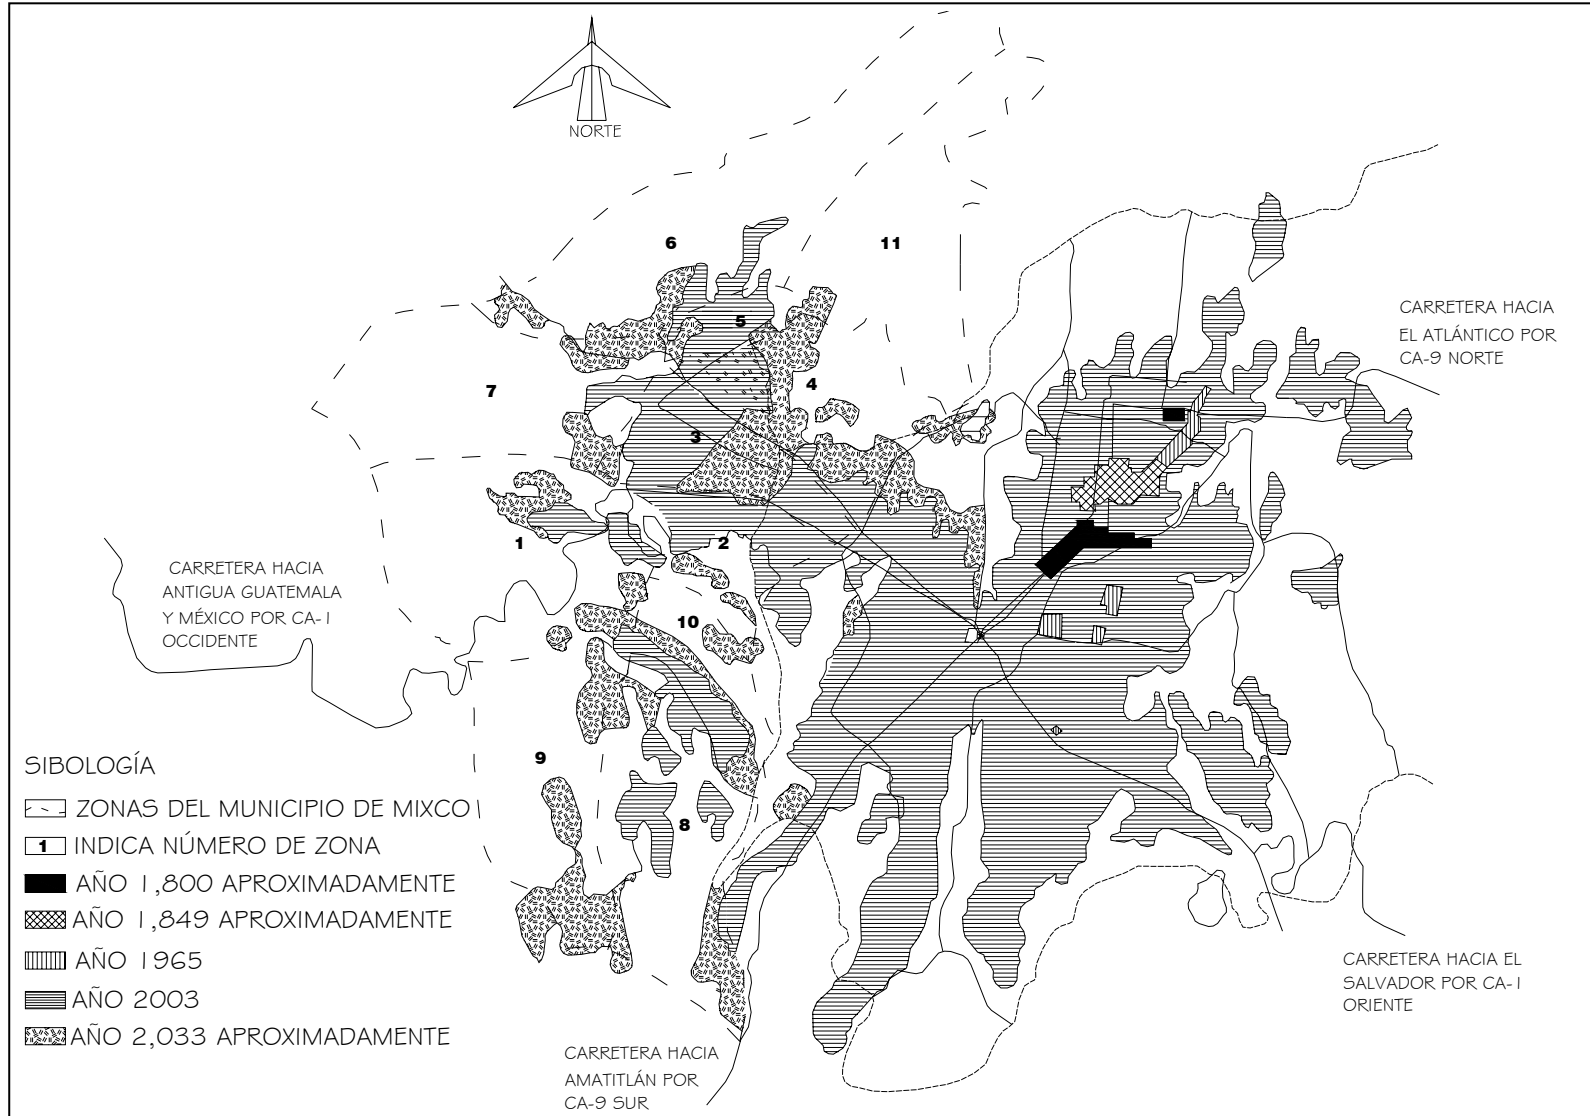 NORTE
6
11
CARRETERA HACIA
EL ATLÁNTICO POR
CA-9 NORTE
5
7
4
3
1
2
CARRETERA HACIA
ANTIGUA GUATEMALA
Y MÉXICO POR CA-1
OCCIDENTE
10
9
8
SIBOLOGÍA
ZONAS DEL MUNICIPIO DE MIXCO
1 INDICA NÚMERO DE ZONA
AÑO 1,800 APROXIMADAMENTE
AÑO 1,849 APROXIMADAMENTE
AÑO 1965
AÑO 2003
AÑO 2,033 APROXIMADAMENTE
CARRETERA HACIA EL
SALVADOR POR CA-1
ORIENTE
CARRETERA HACIA
AMATITLÁN POR
CA-9 SUR